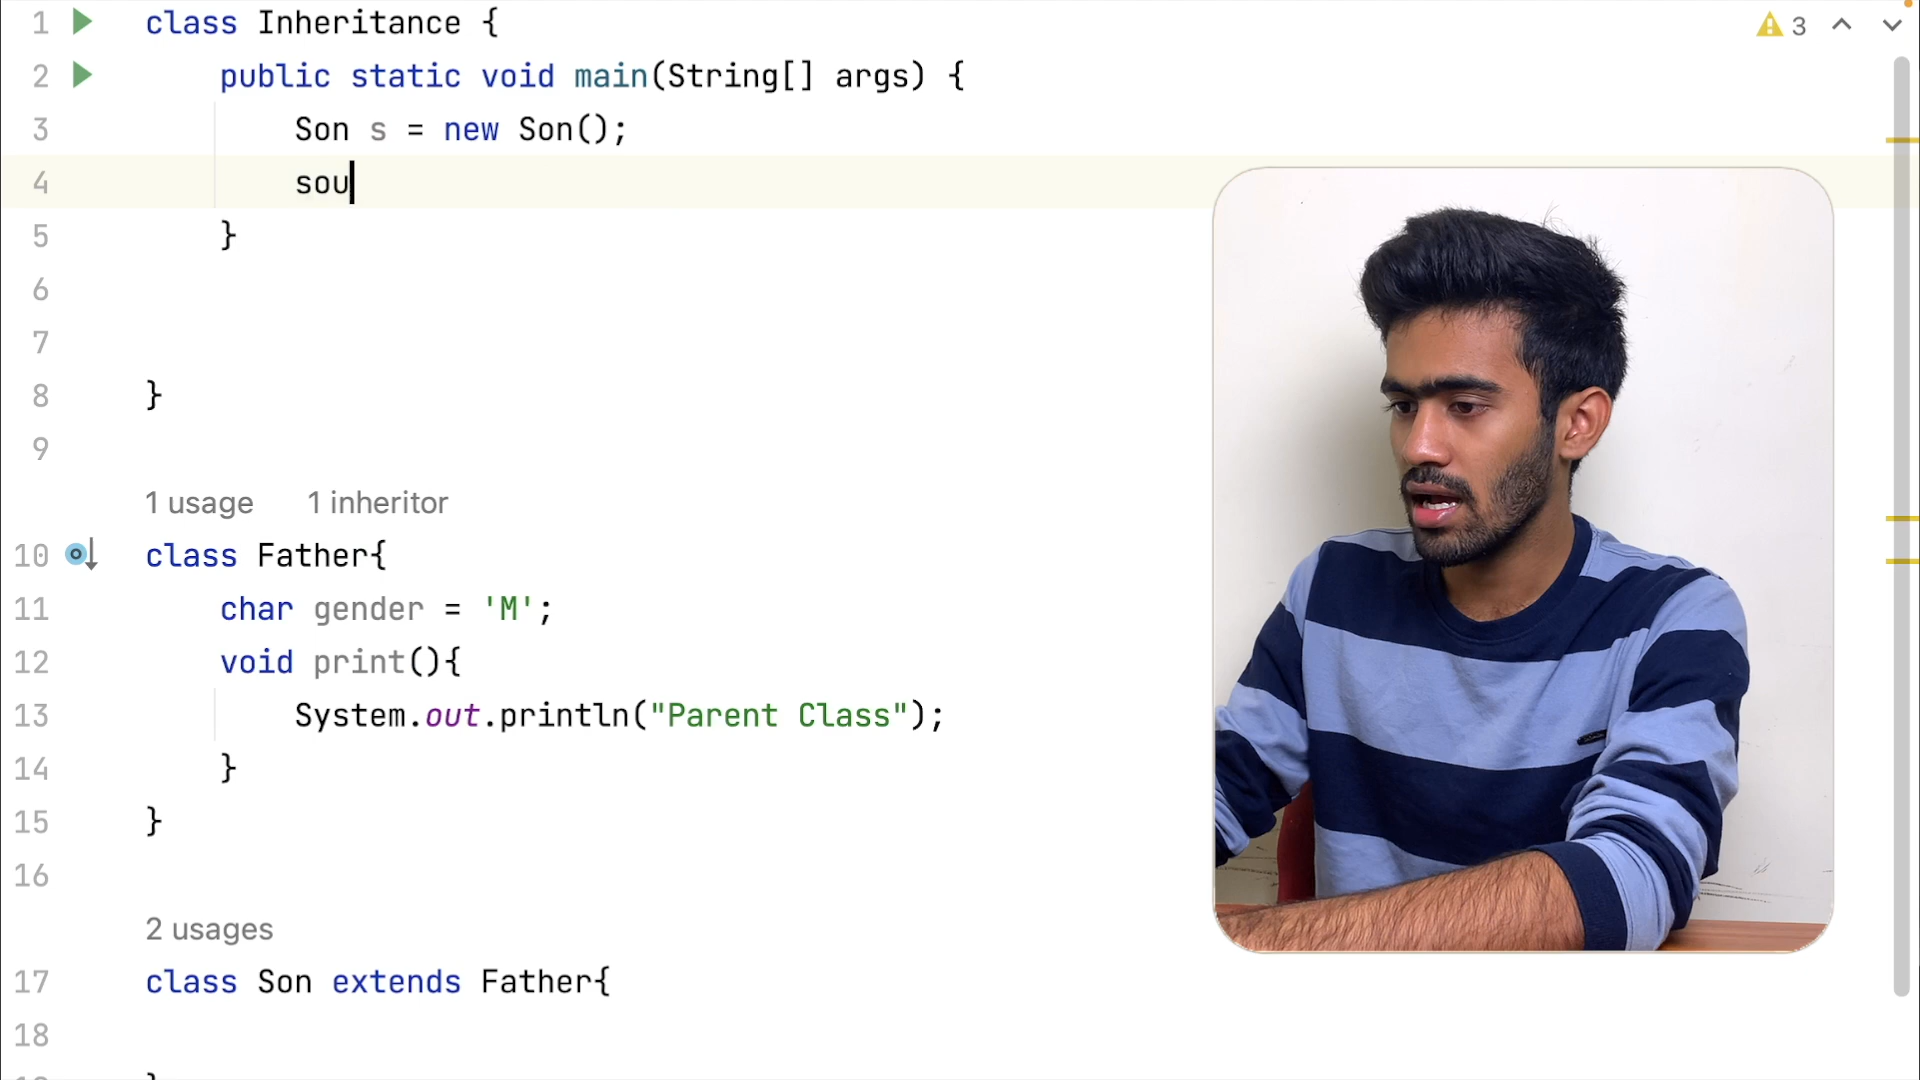 3
1 class Inheritance {
2 public static void main(String[] args) {
3 Son s = new Son();
4 sou
5 }
6
7
8 }
9
1 usage 1 inheritor
10 class Father{
11 char gender = 'M';
12 void print(){
13 System.out.println("Parent Class");
14 }
15 }
16
2 usages
17 class Son extends Father{
18